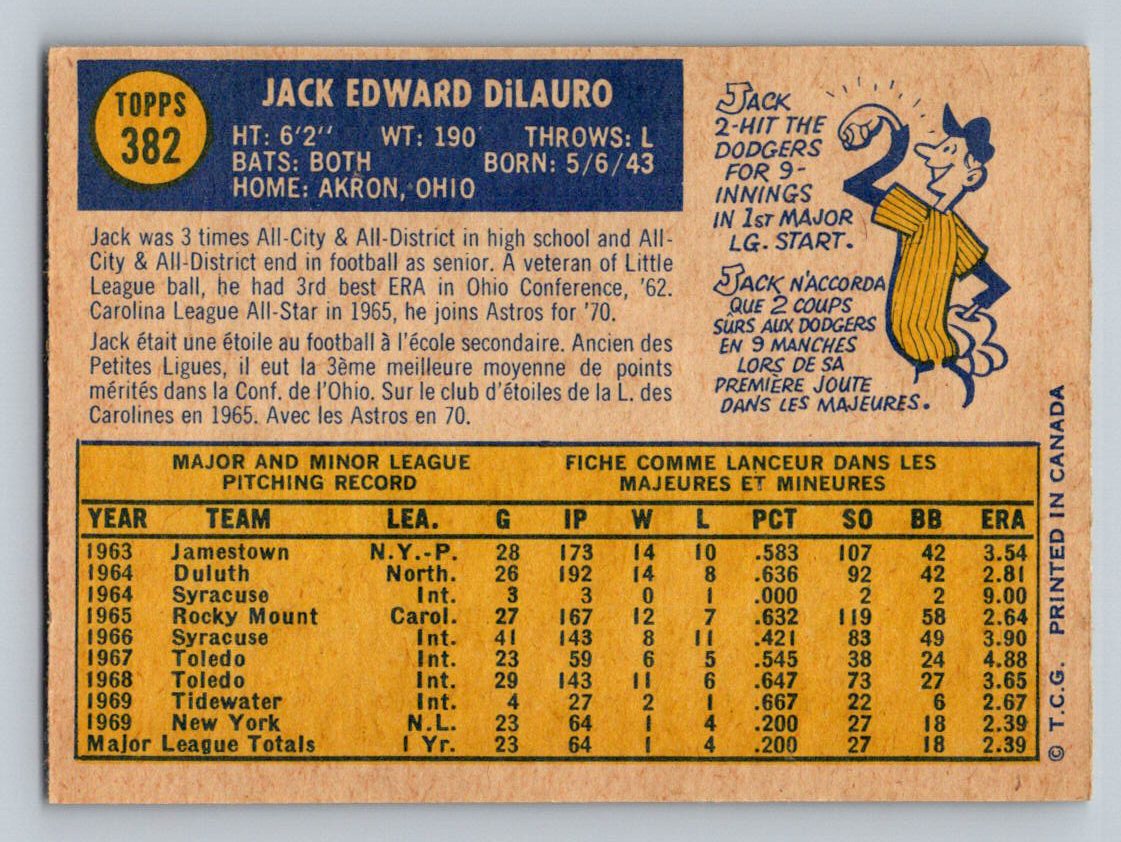 TOPPS
382
JACK EDWARD DiLAURO
HT: 6'2" WT: 190 THROWS: L
BATS: BOTH BORN: 5/6/43
HOME: AKRON, OHIO
Jack was 3 times All-City & All-District in high school and All-
City & All-District end in football as senior. A veteran of Little
League ball, he had 3rd best ERA in Ohio Conference, '62.
Carolina League All-Star in 1965, he joins Astros for '70.
Jack était une étoile au football à l'école secondaire. Ancien des
Petites Ligues, il eut la 3ème meilleure moyenne de points
mérités dans la Conf. de l'Ohio. Sur le club d'étoiles de la L. des
Carolines en 1965. Avec les Astros en 70.
JACK
2-HIT THE
DODGERS
FOR 9-
INNINGS
IN 1ST MAJOR
LG. START.
JACK N'ACCORDA
QUE 2 COUPS
SÛRS AUX DODGERS
EN 9 MANCHES
LORS DE SA
PREMIÈRE JOUTE
DANS LES MAJEURES.
MAJOR AND MINOR LEAGUE
PITCHING RECORD
FICHE COMME LANCEUR DANS LES
MAJEURES ET MINEURES
YEAR TEAM LEA. G IP W L PCT SO BB ERA
1963 Jamestown N.Y.-P. 28 173 14 10 .583 107 42 3.54
1964 Duluth North. 26 192 14 8 .636 92 42 2.81
1964 Syracuse Int. 3 3 0 1 .000 2 2 9.00
1965 Rocky Mount Carol. 27 167 12 7 .632 119 58 2.64
1966 Syracuse Int. 41 143 8 11 .421 83 49 3.90
1967 Toledo Int. 23 59 6 5 .545 38 24 4.88
1968 Toledo Int. 29 143 11 6 .647 73 27 3.65
1969 Tidewater Int. 4 27 2 1 .667 22 6 2.67
1969 New York N.L. 23 64 1 4 .200 27 18 2.39
Major League Totals 1 Yr. 23 64 1 4 .200 27 18 2.39
© T.C.G. PRINTED IN CANADA